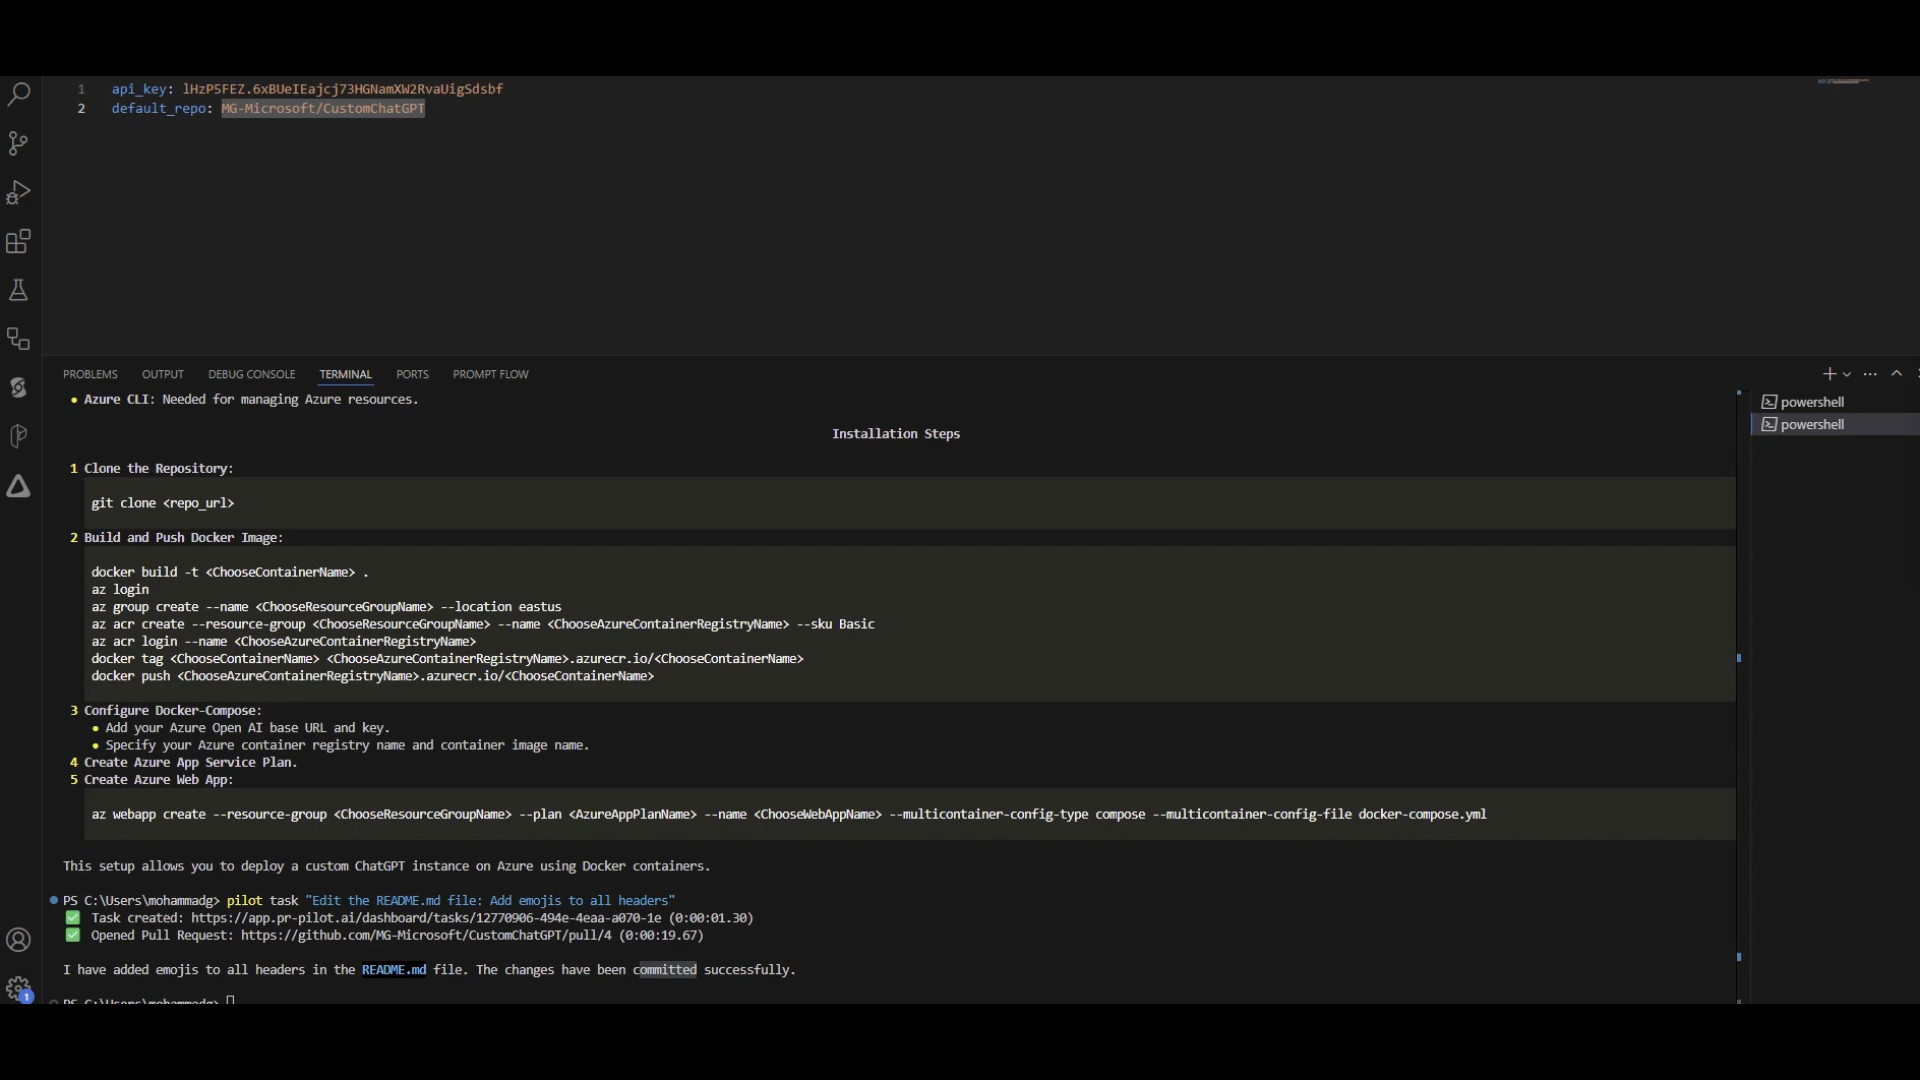 1 api_key: lHzP5FEZ.6xBUeIEajcj73HGNamXW2RvaUigSdsbf
2 default_repo: MG-Microsoft/CustomChatGPT
PROBLEMS OUTPUT DEBUG CONSOLE TERMINAL PORTS PROMPT FLOW
• Azure CLI: Needed for managing Azure resources.
powershell
powershell
Installation Steps
1 Clone the Repository:
git clone <repo_url>
2 Build and Push Docker Image:
docker build -t <ChooseContainerName> .
az login
az group create --name <ChooseResourceGroupName> --location eastus
az acr create --resource-group <ChooseResourceGroupName> --name <ChooseAzureContainerRegistryName> --sku Basic
az acr login --name <ChooseAzureContainerRegistryName>
docker tag <ChooseContainerName> <ChooseAzureContainerRegistryName>.azurecr.io/<ChooseContainerName>
docker push <ChooseAzureContainerRegistryName>.azurecr.io/<ChooseContainerName>
3 Configure Docker-Compose:
• Add your Azure Open AI base URL and key.
• Specify your Azure container registry name and container image name.
4 Create Azure App Service Plan.
5 Create Azure Web App:
az webapp create --resource-group <ChooseResourceGroupName> --plan <AzureAppPlanName> --name <ChooseWebAppName> --multicontainer-config-type compose --multicontainer-config-file docker-compose.yml
This setup allows you to deploy a custom ChatGPT instance on Azure using Docker containers.
PS C:\Users\mohammadg> pilot task "Edit the README.md file: Add emojis to all headers"
✅ Task created: https://app.pr-pilot.ai/dashboard/tasks/12770906-494e-4eaa-a070-1e (0:00:01.30)
✅ Opened Pull Request: https://github.com/MG-Microsoft/CustomChatGPT/pull/4 (0:00:19.67)
I have added emojis to all headers in the README.md file. The changes have been committed successfully.
PS C:\Users\mohammadg>
1